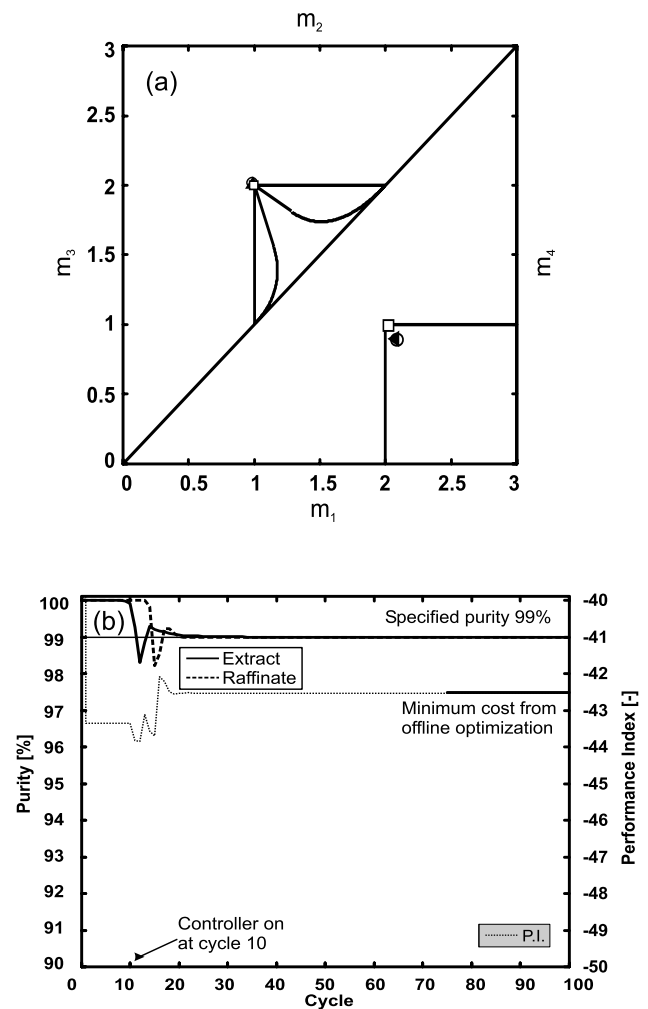 m2
(a)
3
2.5
2
1.5
1
0.5
0
m3
m4
0 1 1.5 2 2.5 3
m1
(b)
100
99
98
97
96
95
94
93
92
91
90
Purity [%]
-40
-41
-42
-43
-44
-45
-46
-47
-48
-49
-50
Performance Index [-]
Specified purity 99%
Extract
Raffinate
Minimum cost from
offline optimization
Controller on
at cycle 10
P.I.
0 10 20 30 40 50 60 70 80 90 100
Cycle